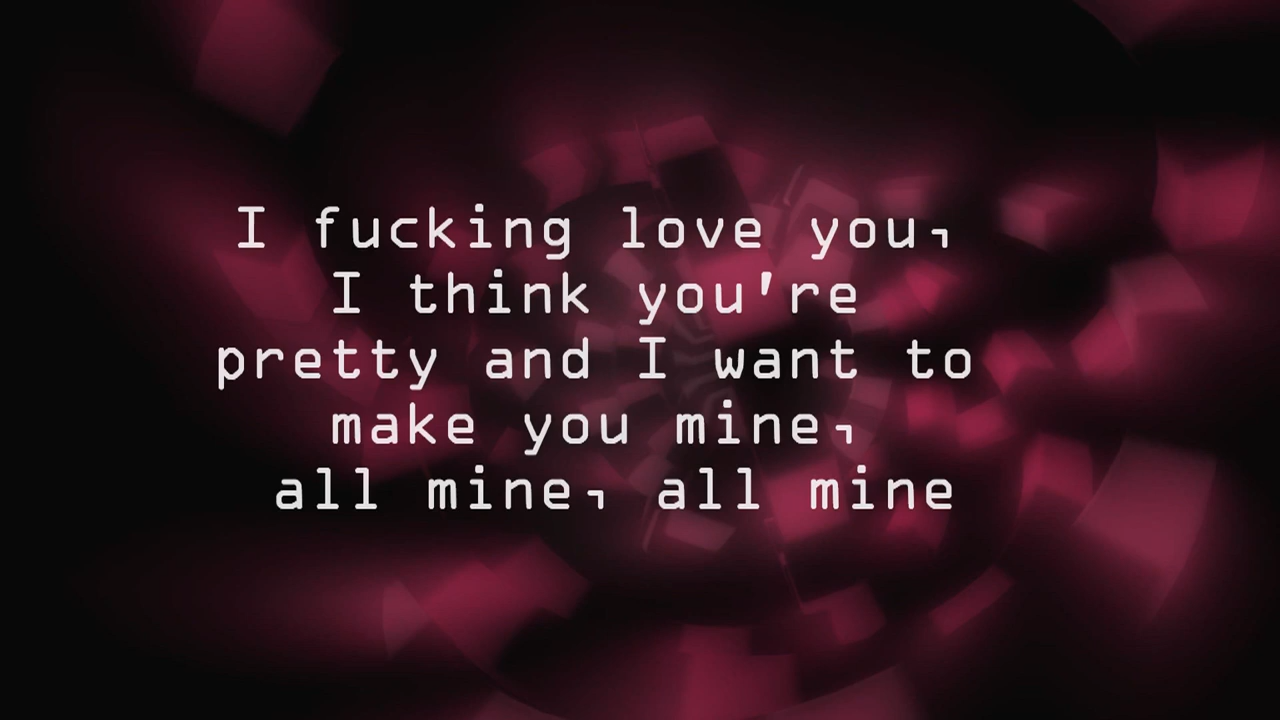 I fucking love you,
I think you're
pretty and I want to
make you mine,
all mine, all mine